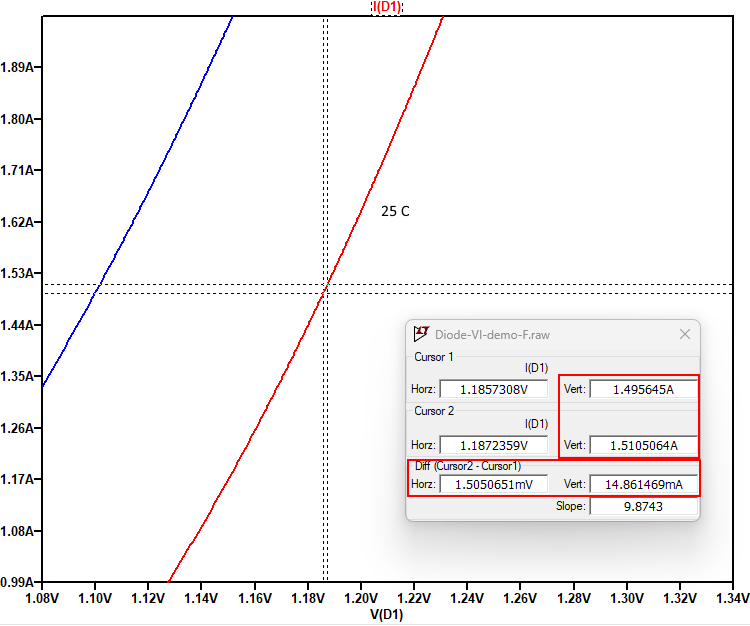 I(D1)
1.89A
1.80A
1.71A
1.62A
1.53A
1.44A
1.35A
1.26A
1.17A
1.08A
0.99A
25 C
Diode-VI-demo-F.raw
Cursor 1
I(D1)
Horz: 1.1857308V Vert: 1.495645A
Cursor 2
I(D1)
Horz: 1.1872359V Vert: 1.5105064A
Diff (Cursor2 - Cursor1)
Horz: 1.5050651mV Vert: 14.861469mA
Slope: 9.8743
1.08V 1.10V 1.12V 1.14V 1.16V 1.18V 1.20V 1.22V 1.24V 1.26V 1.28V 1.30V 1.32V 1.34V
V(D1)